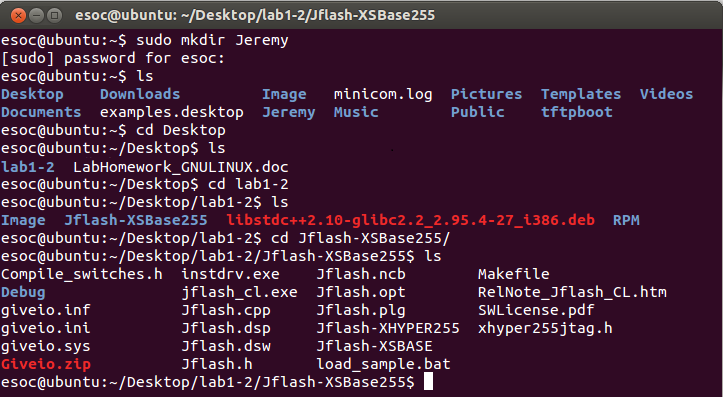 esoc@ubuntu: ~/Desktop/lab1-2/Jflash-XSBase255
esoc@ubuntu:~$ sudo mkdir Jeremy
[sudo] password for esoc:
esoc@ubuntu:~$ ls
Desktop    Downloads         Image   minicom.log  Pictures  Templates  Videos
Documents  examples.desktop  Jeremy  Music        Public    tftpboot
esoc@ubuntu:~$ cd Desktop
esoc@ubuntu:~/Desktop$ ls
lab1-2  LabHomework_GNULINUX.doc
esoc@ubuntu:~/Desktop$ cd lab1-2
esoc@ubuntu:~/Desktop/lab1-2$ ls
Image  Jflash-XSBase255  libstdc++2.10-glibc2.2_2.95.4-27_i386.deb  RPM
esoc@ubuntu:~/Desktop/lab1-2$ cd Jflash-XSBase255/
esoc@ubuntu:~/Desktop/lab1-2/Jflash-XSBase255$ ls
Compile_switches.h  instdrv.exe    Jflash.ncb       Makefile
Debug               jflash_cl.exe  Jflash.opt       RelNote_Jflash_CL.htm
giveio.inf          Jflash.cpp     Jflash.plg       SWLicense.pdf
giveio.ini          Jflash.dsp     Jflash-XHYPER255  xhyper255jtag.h
giveio.sys          Jflash.dsw     Jflash-XSBASE
Giveio.zip          Jflash.h       load_sample.bat
esoc@ubuntu:~/Desktop/lab1-2/Jflash-XSBase255$